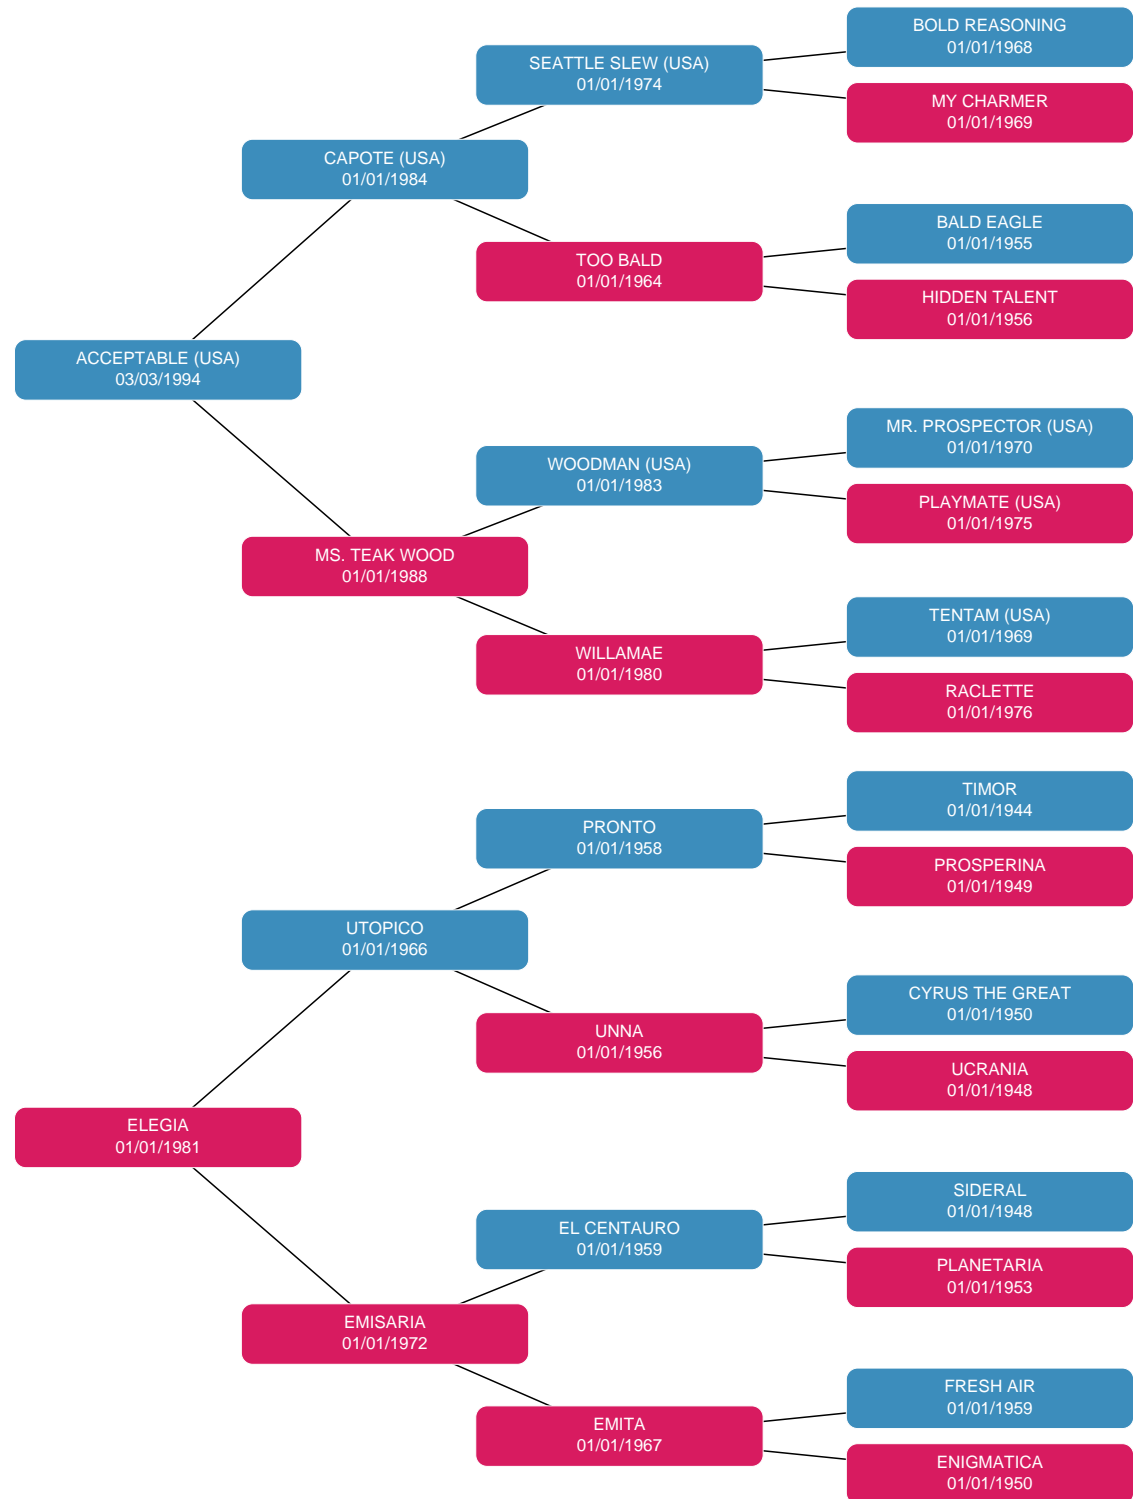 BOLD REASONING
01/01/1968
SEATTLE SLEW (USA)
01/01/1974
MY CHARMER
01/01/1969
CAPOTE (USA)
01/01/1984
BALD EAGLE
01/01/1955
TOO BALD
01/01/1964
HIDDEN TALENT
01/01/1956
ACCEPTABLE (USA)
03/03/1994
MR. PROSPECTOR (USA)
01/01/1970
WOODMAN (USA)
01/01/1983
PLAYMATE (USA)
01/01/1975
MS. TEAK WOOD
01/01/1988
TENTAM (USA)
01/01/1969
WILLAMAE
01/01/1980
RACLETTE
01/01/1976
TIMOR
01/01/1944
PRONTO
01/01/1958
PROSPERINA
01/01/1949
UTOPICO
01/01/1966
CYRUS THE GREAT
01/01/1950
UNNA
01/01/1956
UCRANIA
01/01/1948
ELEGIA
01/01/1981
SIDERAL
01/01/1948
EL CENTAURO
01/01/1959
PLANETARIA
01/01/1953
EMISARIA
01/01/1972
FRESH AIR
01/01/1959
EMITA
01/01/1967
ENIGMATICA
01/01/1950